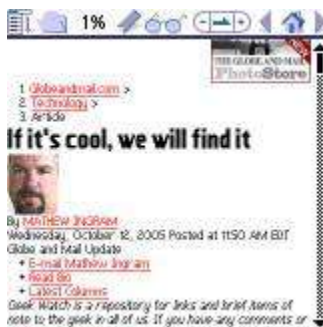 1%
THE GLOBE AND MAIL
PhotoStore
1. Globeandmail.com >
2. Technology >
3. Article
If it's cool, we will find it
By MATHEW INGRAM
Wednesday, October 12, 2005 Posted at 11:50 AM EDT
Globe and Mail Update
• E-mail Mathew Ingram
• Read Bio
• Latest Columns
Geek Watch is a repository for links and brief items of
note to the geek in all of us. If you have any comments or